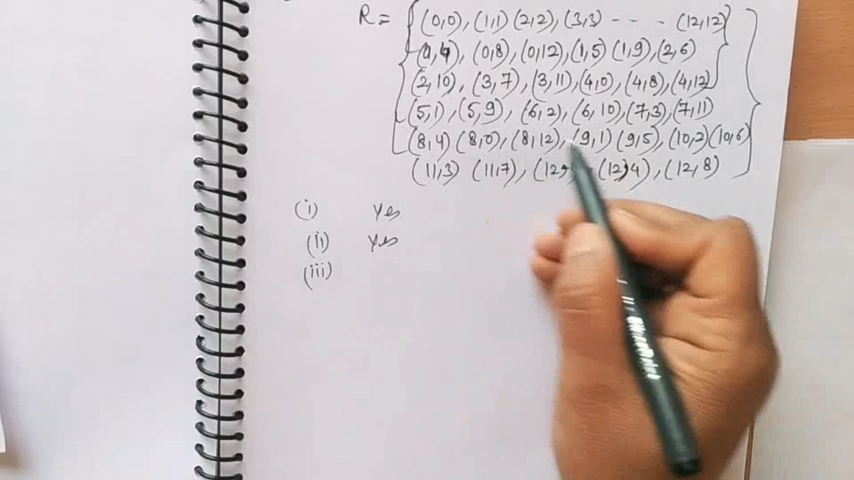 R = { (0,0), (1,1) (2,2), (3,3) - - - (12,12)
(0,4), (0,8), (0,12), (1,5) (1,9), (2,6)
(2,10), (3,7), (3,11), (4,0), (4,8), (4,12)
(5,1), (5,9), (6,2), (6,10), (7,3), (7,11)
(8,4) (8,0), (8,12), (9,1) (9,5), (10,2) (10,6)
(11,3) (11,7), (12, (12,4), (12,8) }
(i) Yes
(ii) Yes
(iii)